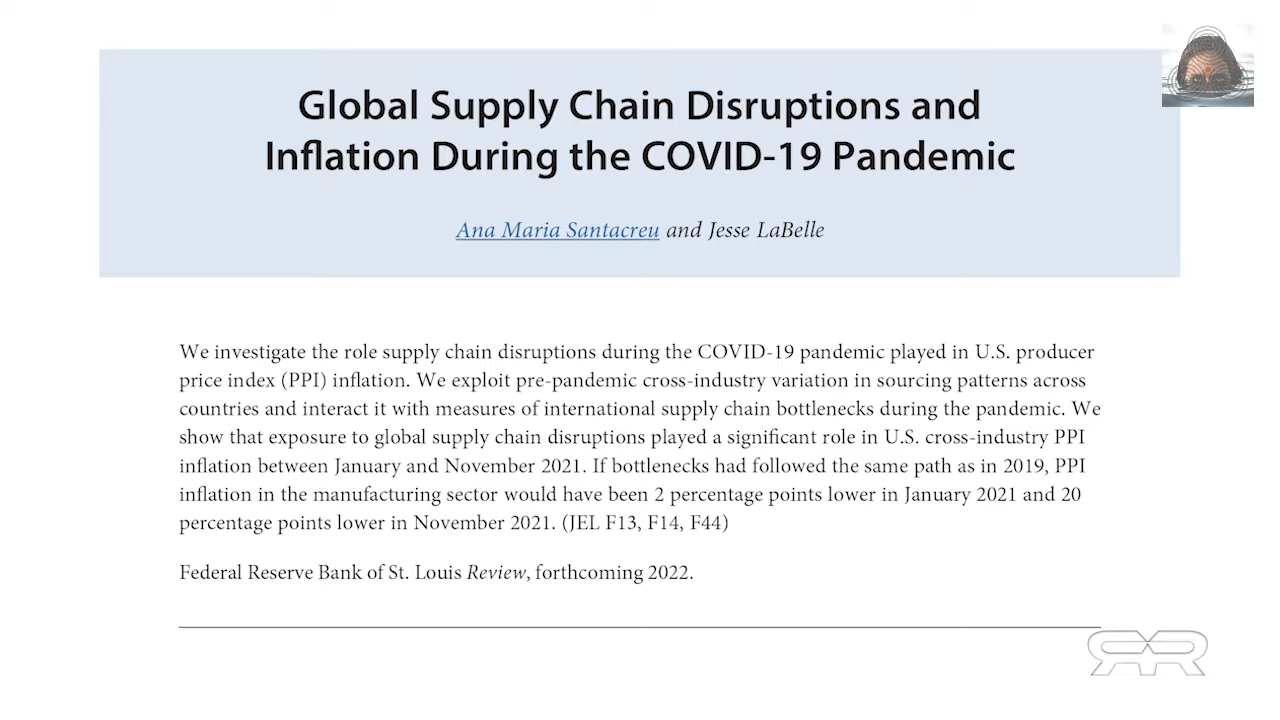 Global Supply Chain Disruptions and
Inflation During the COVID-19 Pandemic
Ana Maria Santacreu and Jesse LaBelle
We investigate the role supply chain disruptions during the COVID-19 pandemic played in U.S. producer
price index (PPI) inflation. We exploit pre-pandemic cross-industry variation in sourcing patterns across
countries and interact it with measures of international supply chain bottlenecks during the pandemic. We
show that exposure to global supply chain disruptions played a significant role in U.S. cross-industry PPI
inflation between January and November 2021. If bottlenecks had followed the same path as in 2019, PPI
inflation in the manufacturing sector would have been 2 percentage points lower in January 2021 and 20
percentage points lower in November 2021. (JEL F13, F14, F44)
Federal Reserve Bank of St. Louis Review, forthcoming 2022.